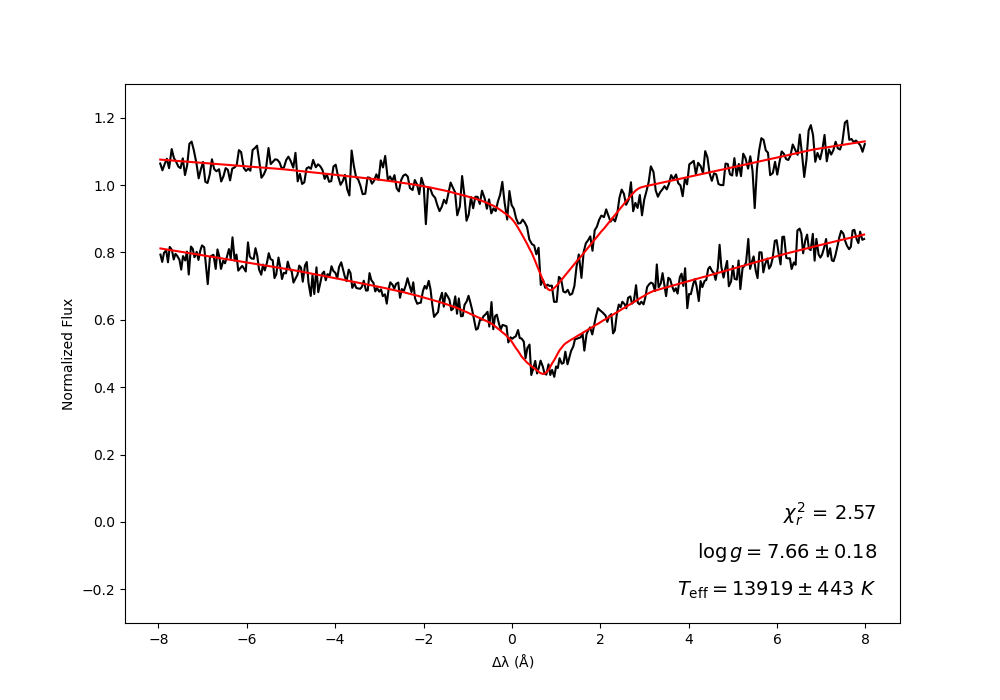 1.2
1.0
0.8
0.6
0.4
0.2
0.0
−0.2
Normalized Flux
χ²ᵣ = 2.57
log g = 7.66 ± 0.18
T_eff = 13919 ± 443 K
−8 −6 −4 −2 0 2 4 6 8
Δλ (Å)